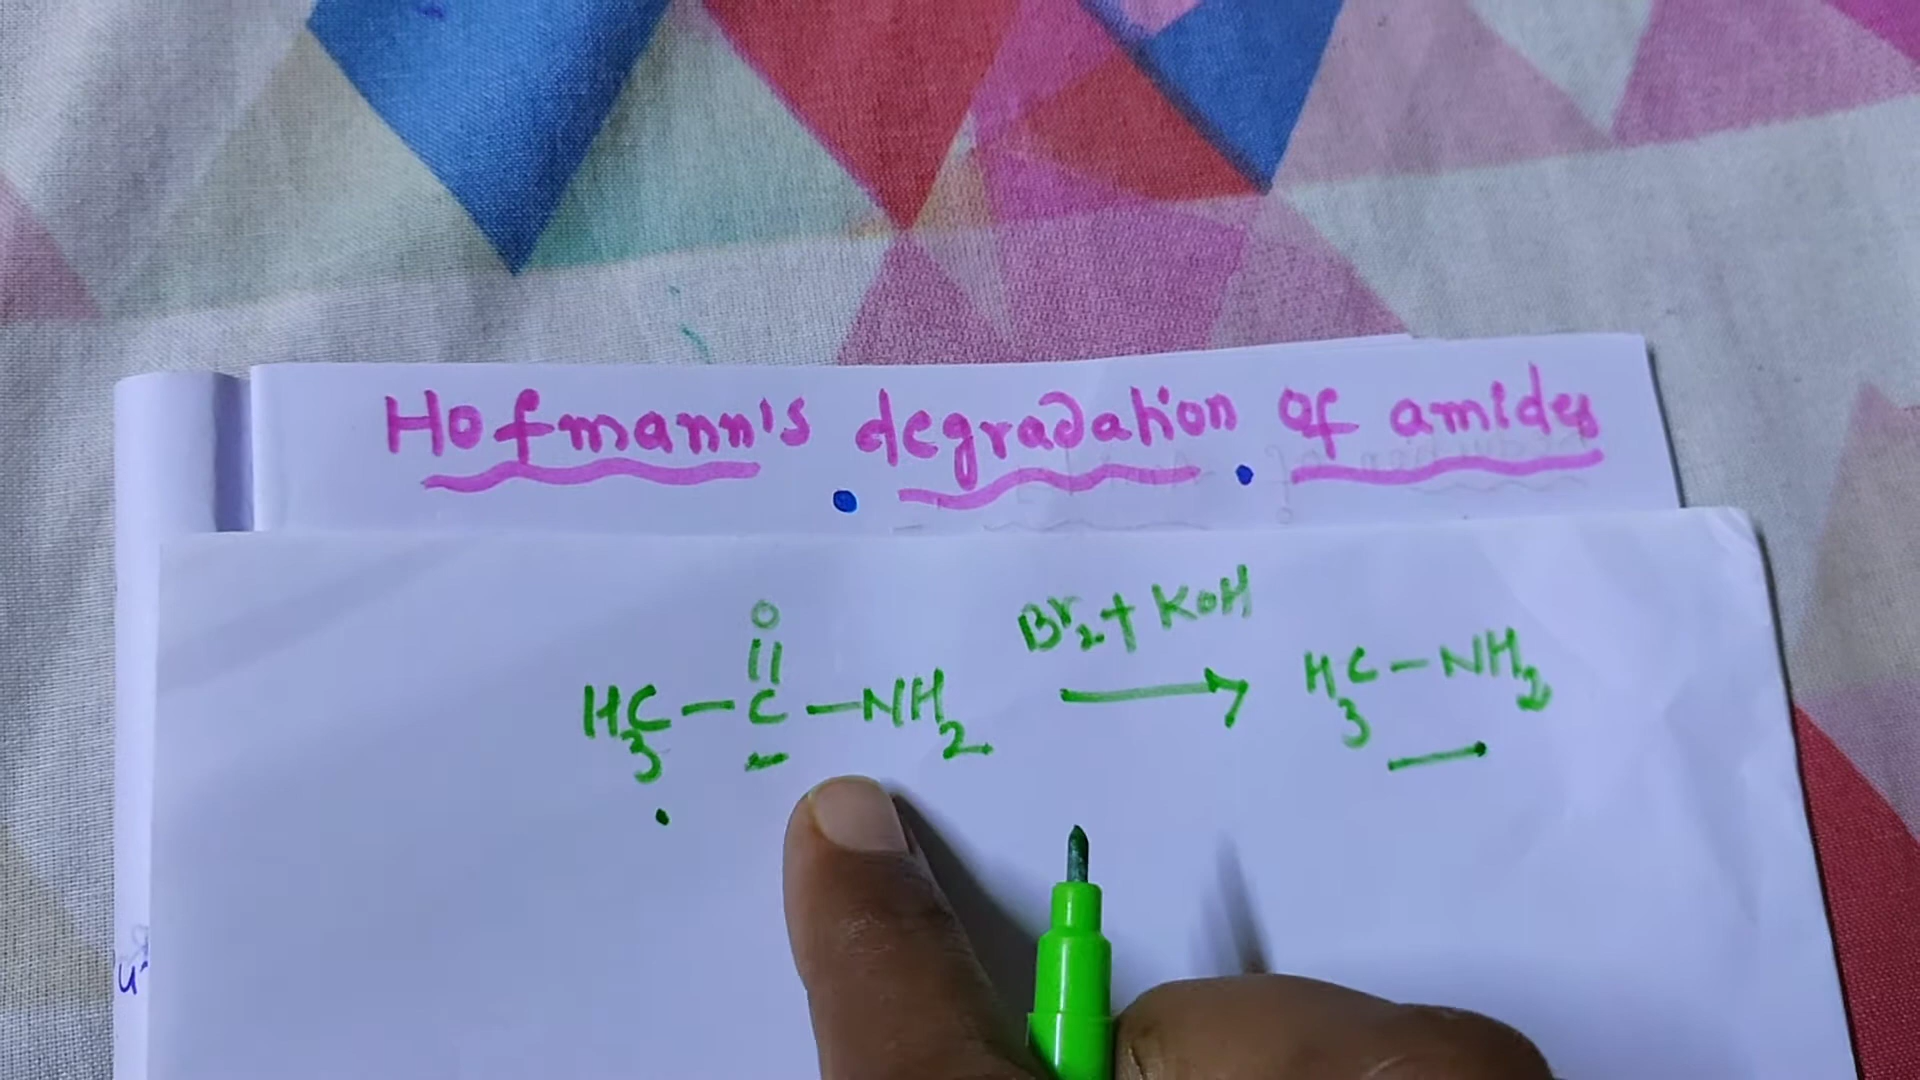 Hofmann's degradation of amides
O
||
H3C-C-NH2 Br2+KOH → H3C-NH2